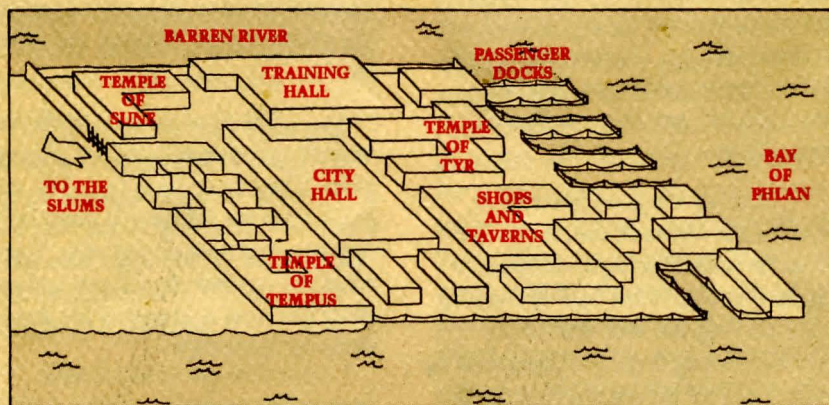 BARREN RIVER
PASSENGER
DOCKS
TEMPLE
OF
SUNE
TRAINING
HALL
TEMPLE
OF
TYR
BAY
OF
PHLAN
TO THE
SLUMS
CITY
HALL
SHOPS
AND
TAVERNS
TEMPLE
OF
TEMPUS